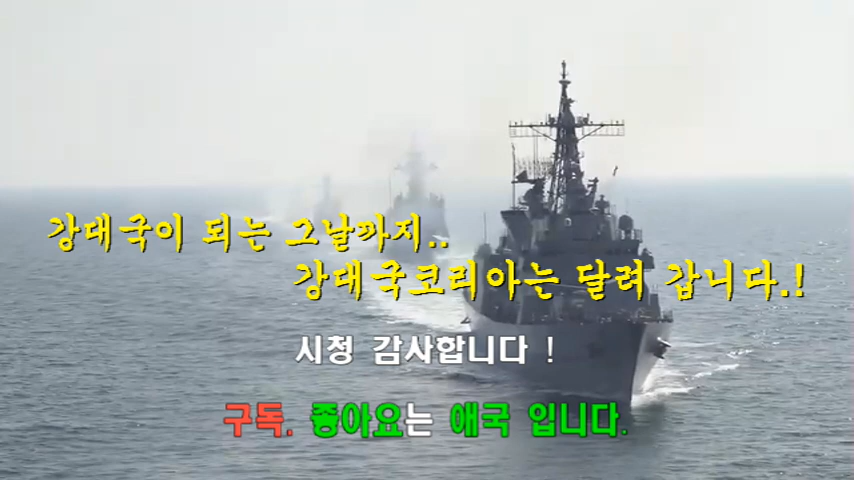 강대국이 되는 그날까지..
강대국코리아는 달려 갑니다.!
시청 감사합니다 !
구독. 좋아요는 애국 입니다.